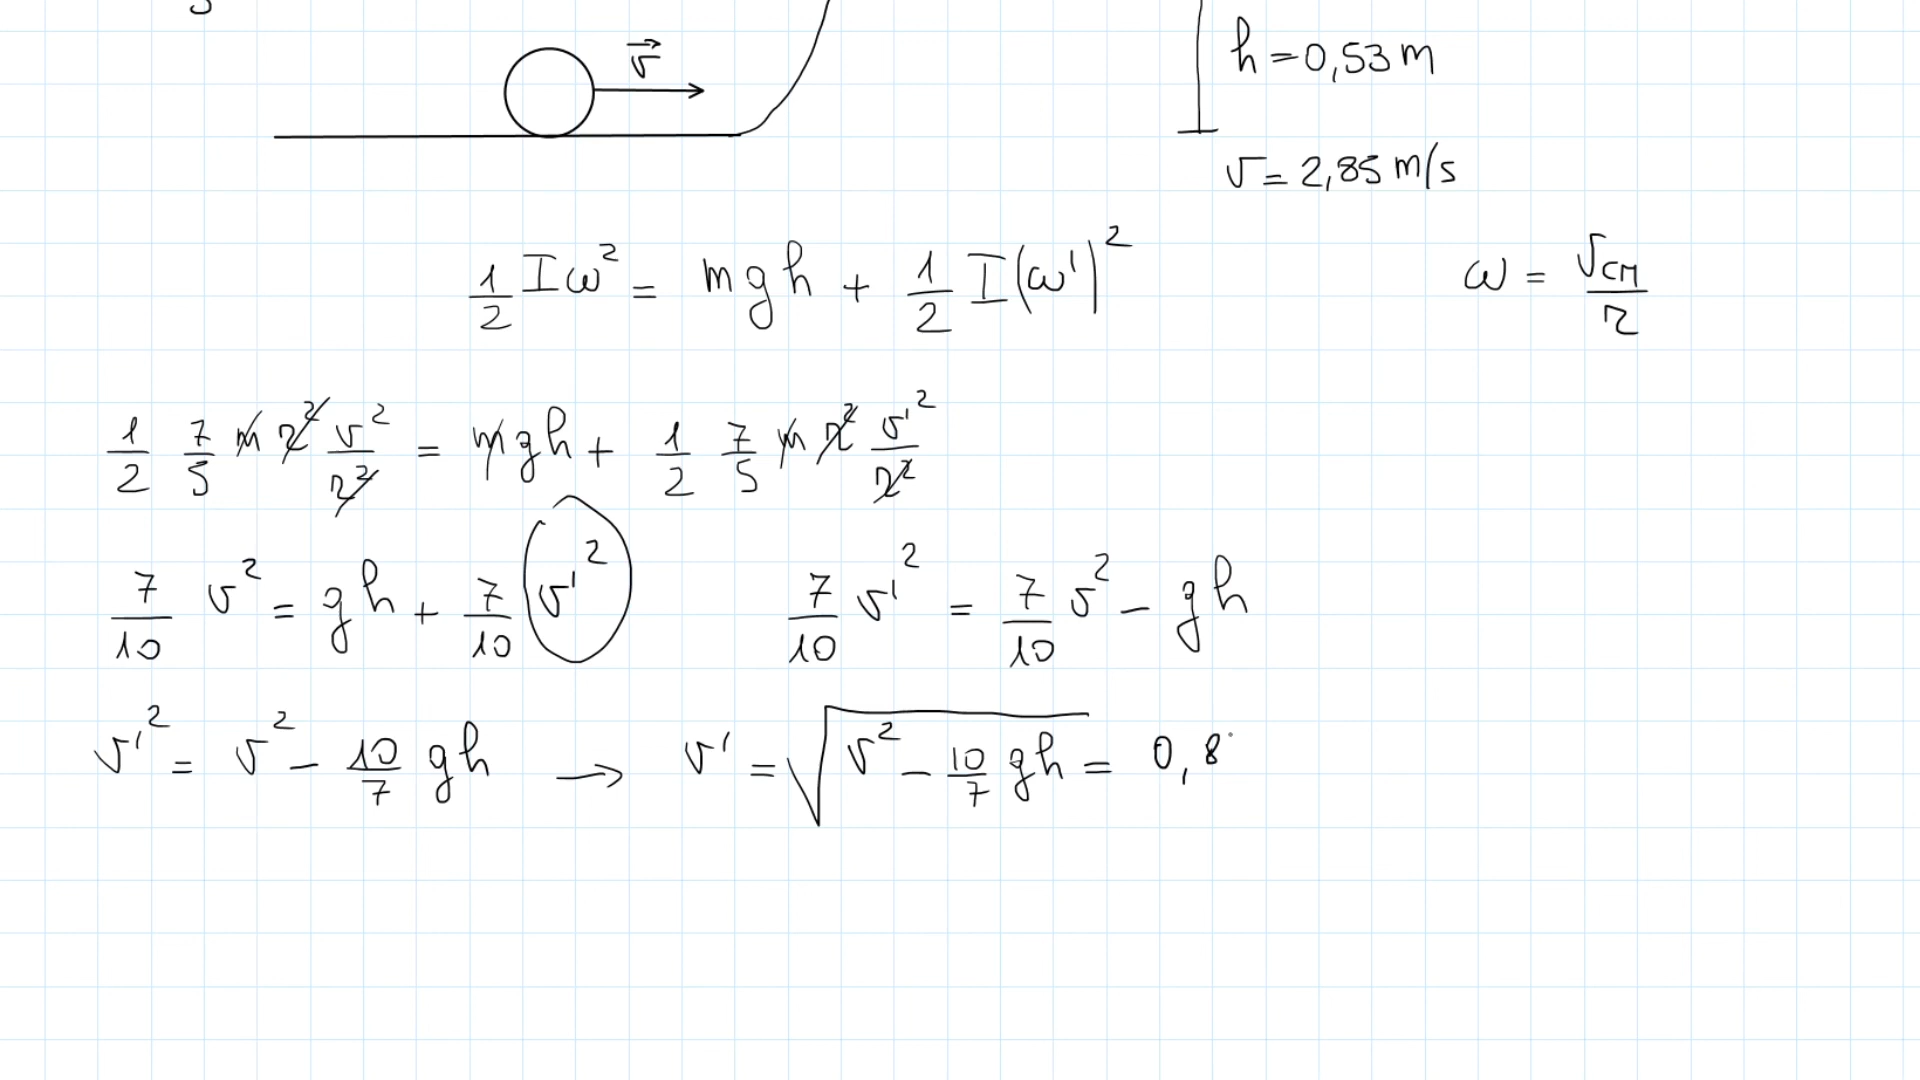 v⃗
h = 0,53 m
v = 2,85 m/s
1/2 Iω² = mgh + 1/2 I(ω')²
ω = v_CM/r
1/2 7/5 m r² v²/r² = mgh + 1/2 7/5 m r² v'²/r²
7/10 v² = gh + 7/10 v'²
7/10 v'² = 7/10 v² - gh
v'² = v² - 10/7 gh → v' = √(v² - 10/7 gh) = 0,8